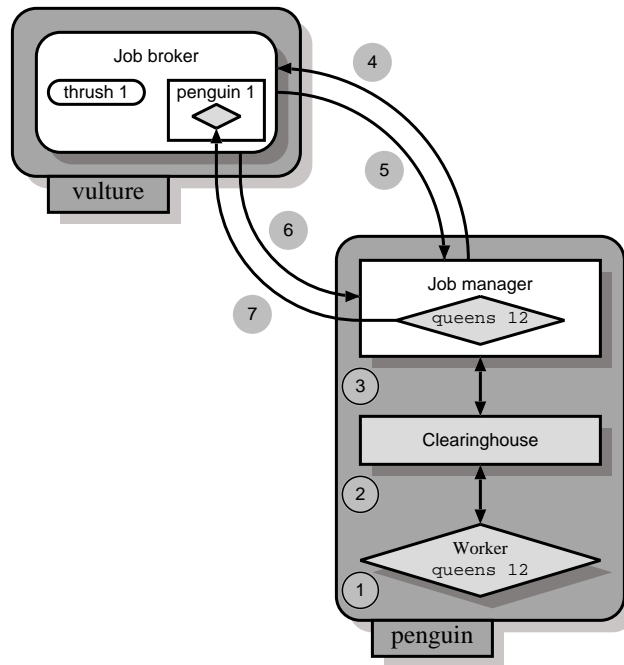 Job broker
thrush 1
penguin 1
vulture
4
5
6
7
Job manager
queens 12
3
Clearinghouse
2
Worker
queens 12
1
penguin